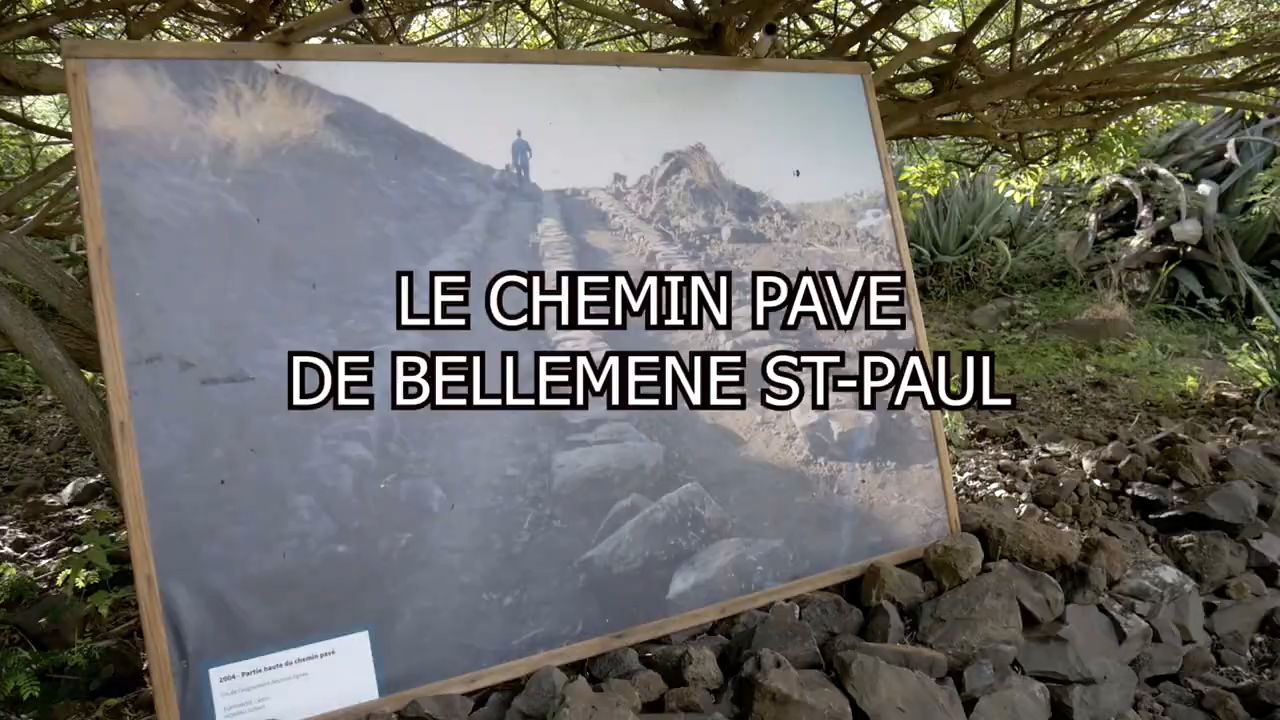 LE CHEMIN PAVE
DE BELLEMENE ST-PAUL
2004 - Partie haute du chemin pavé